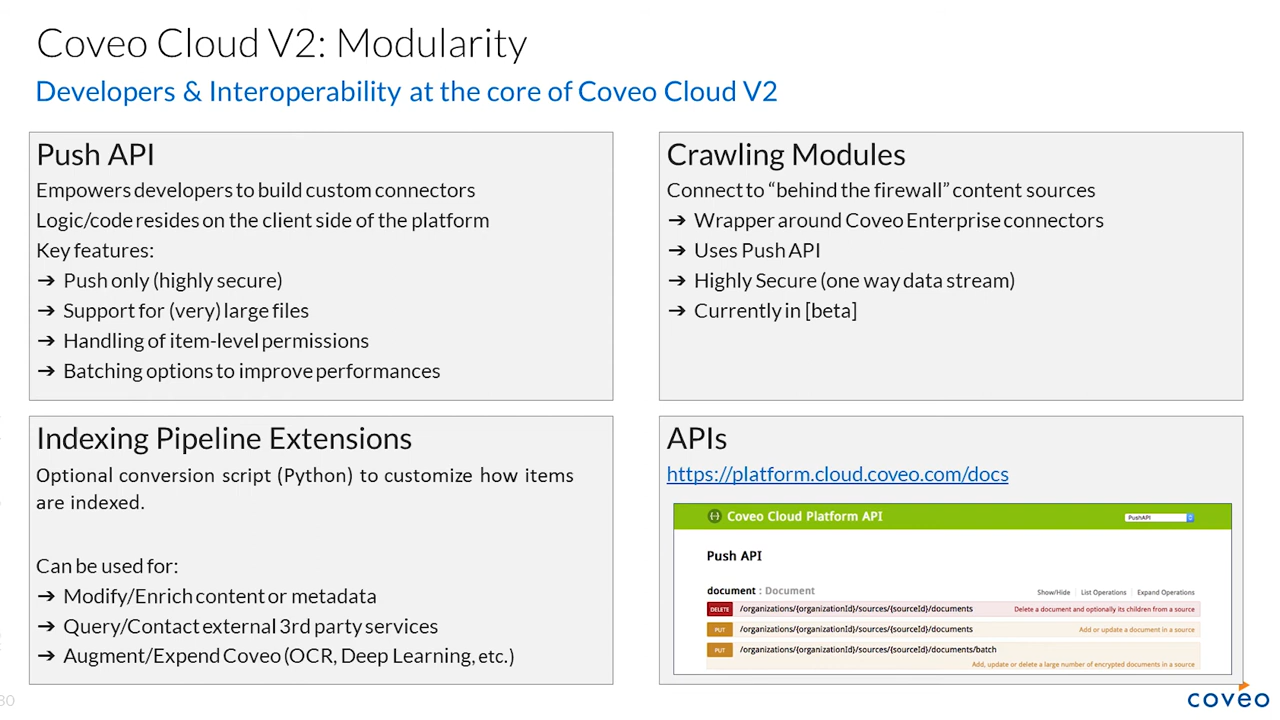 Coveo Cloud V2: Modularity
Developers & Interoperability at the core of Coveo Cloud V2
Push API
Empowers developers to build custom connectors
Logic/code resides on the client side of the platform
Key features:
➔ Push only (highly secure)
➔ Support for (very) large files
➔ Handling of item-level permissions
➔ Batching options to improve performances
Crawling Modules
Connect to “behind the firewall” content sources
➔ Wrapper around Coveo Enterprise connectors
➔ Uses Push API
➔ Highly Secure (one way data stream)
➔ Currently in [beta]
Indexing Pipeline Extensions
Optional conversion script (Python) to customize how items
are indexed.
Can be used for:
➔ Modify/Enrich content or metadata
➔ Query/Contact external 3rd party services
➔ Augment/Expend Coveo (OCR, Deep Learning, etc.)
APIs
https://platform.cloud.coveo.com/docs
{-} Coveo Cloud Platform API
PushAPI
Push API
document : Document
Show/Hide | List Operations | Expand Operations
DELETE /organizations/{organizationId}/sources/{sourceId}/documents Delete a document and optionally its children from a source
PUT /organizations/{organizationId}/sources/{sourceId}/documents Add or update a document in a source
PUT /organizations/{organizationId}/sources/{sourceId}/documents/batch
Add, update or delete a large number of encrypted documents in a source
30
coveo